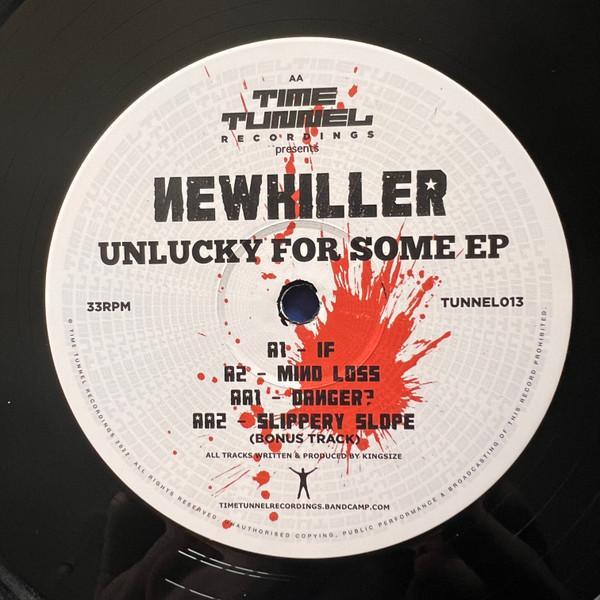 AA
TIME
TUNNEL
RECORDINGS
presents
NEWKILLER
UNLUCKY FOR SOME EP
33RPM
TUNNEL013
A1 - IF
A2 - MIND LOSS
AA1 - DANGER?
AA2 - SLIPPERY SLOPE
(BONUS TRACK)
ALL TRACKS WRITTEN & PRODUCED BY KINGSIZE
TIMETUNNELRECORDINGS.BANDCAMP.COM
© TIME TUNNEL RECORDINGS 2022. ALL RIGHTS RESERVED. UNAUTHORISED COPYING, PUBLIC PERFORMANCE & BROADCASTING OF THIS RECORD PROHIBITED.